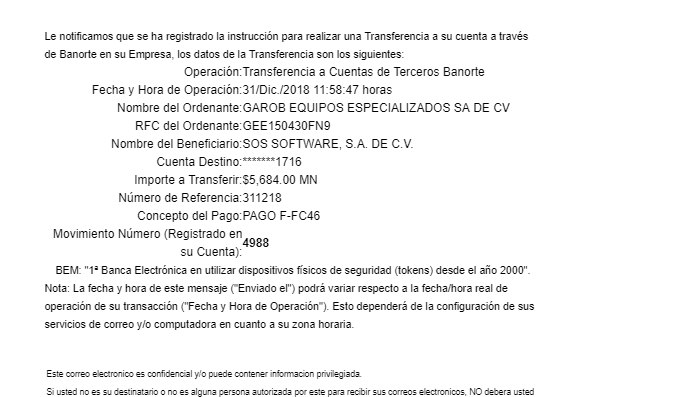 Le notificamos que se ha registrado la instrucción para realizar una Transferencia a su cuenta a través
de Banorte en su Empresa, los datos de la Transferencia son los siguientes:
Operación:Transferencia a Cuentas de Terceros Banorte
Fecha y Hora de Operación:31/Dic./2018 11:58:47 horas
Nombre del Ordenante:GAROB EQUIPOS ESPECIALIZADOS SA DE CV
RFC del Ordenante:GEE150430FN9
Nombre del Beneficiario:SOS SOFTWARE, S.A. DE C.V.
Cuenta Destino:*******1716
Importe a Transferir:$5,684.00 MN
Número de Referencia:311218
Concepto del Pago:PAGO F-FC46
Movimiento Número (Registrado en
su Cuenta):4988
BEM: "1ª Banca Electrónica en utilizar dispositivos físicos de seguridad (tokens) desde el año 2000".
Nota: La fecha y hora de este mensaje ("Enviado el") podrá variar respecto a la fecha/hora real de
operación de su transacción ("Fecha y Hora de Operación"). Esto dependerá de la configuración de sus
servicios de correo y/o computadora en cuanto a su zona horaria.
Este correo electronico es confidencial y/o puede contener informacion privilegiada.
Si usted no es su destinatario o no es alguna persona autorizada por este para recibir sus correos electronicos, NO debera usted